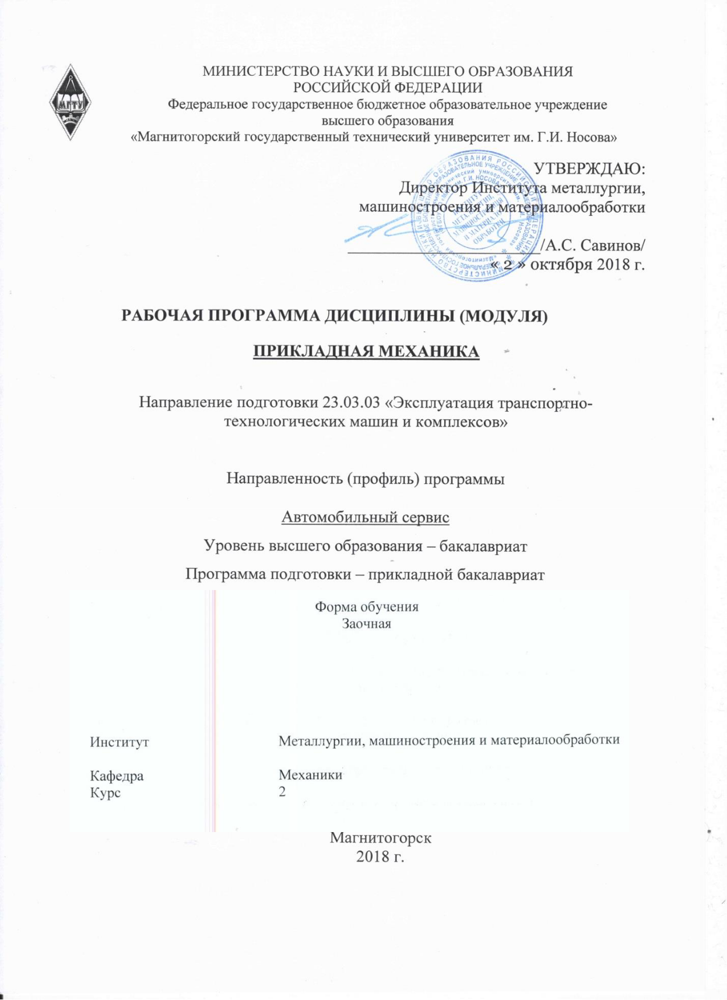 МИНИСТЕРСТВО НАУКИ И ВЫСШЕГО ОБРАЗОВАНИЯ
РОССИЙСКОЙ ФЕДЕРАЦИИ
Федеральное государственное бюджетное образовательное учреждение
высшего образования
«Магнитогорский государственный технический университет им. Г.И. Носова»
МГТУ
УТВЕРЖДАЮ:
Директор Института металлургии,
машиностроения и материалообработки
/А.С. Савинов/
« 2 » октября 2018 г.
РАБОЧАЯ ПРОГРАММА ДИСЦИПЛИНЫ (МОДУЛЯ)
ПРИКЛАДНАЯ МЕХАНИКА
Направление подготовки 23.03.03 «Эксплуатация транспортно-
технологических машин и комплексов»
Направленность (профиль) программы
Автомобильный сервис
Уровень высшего образования – бакалавриат
Программа подготовки – прикладной бакалавриат
Форма обучения
Заочная
Институт Металлургии, машиностроения и материалообработки
Кафедра Механики
Курс 2
Магнитогорск
2018 г.